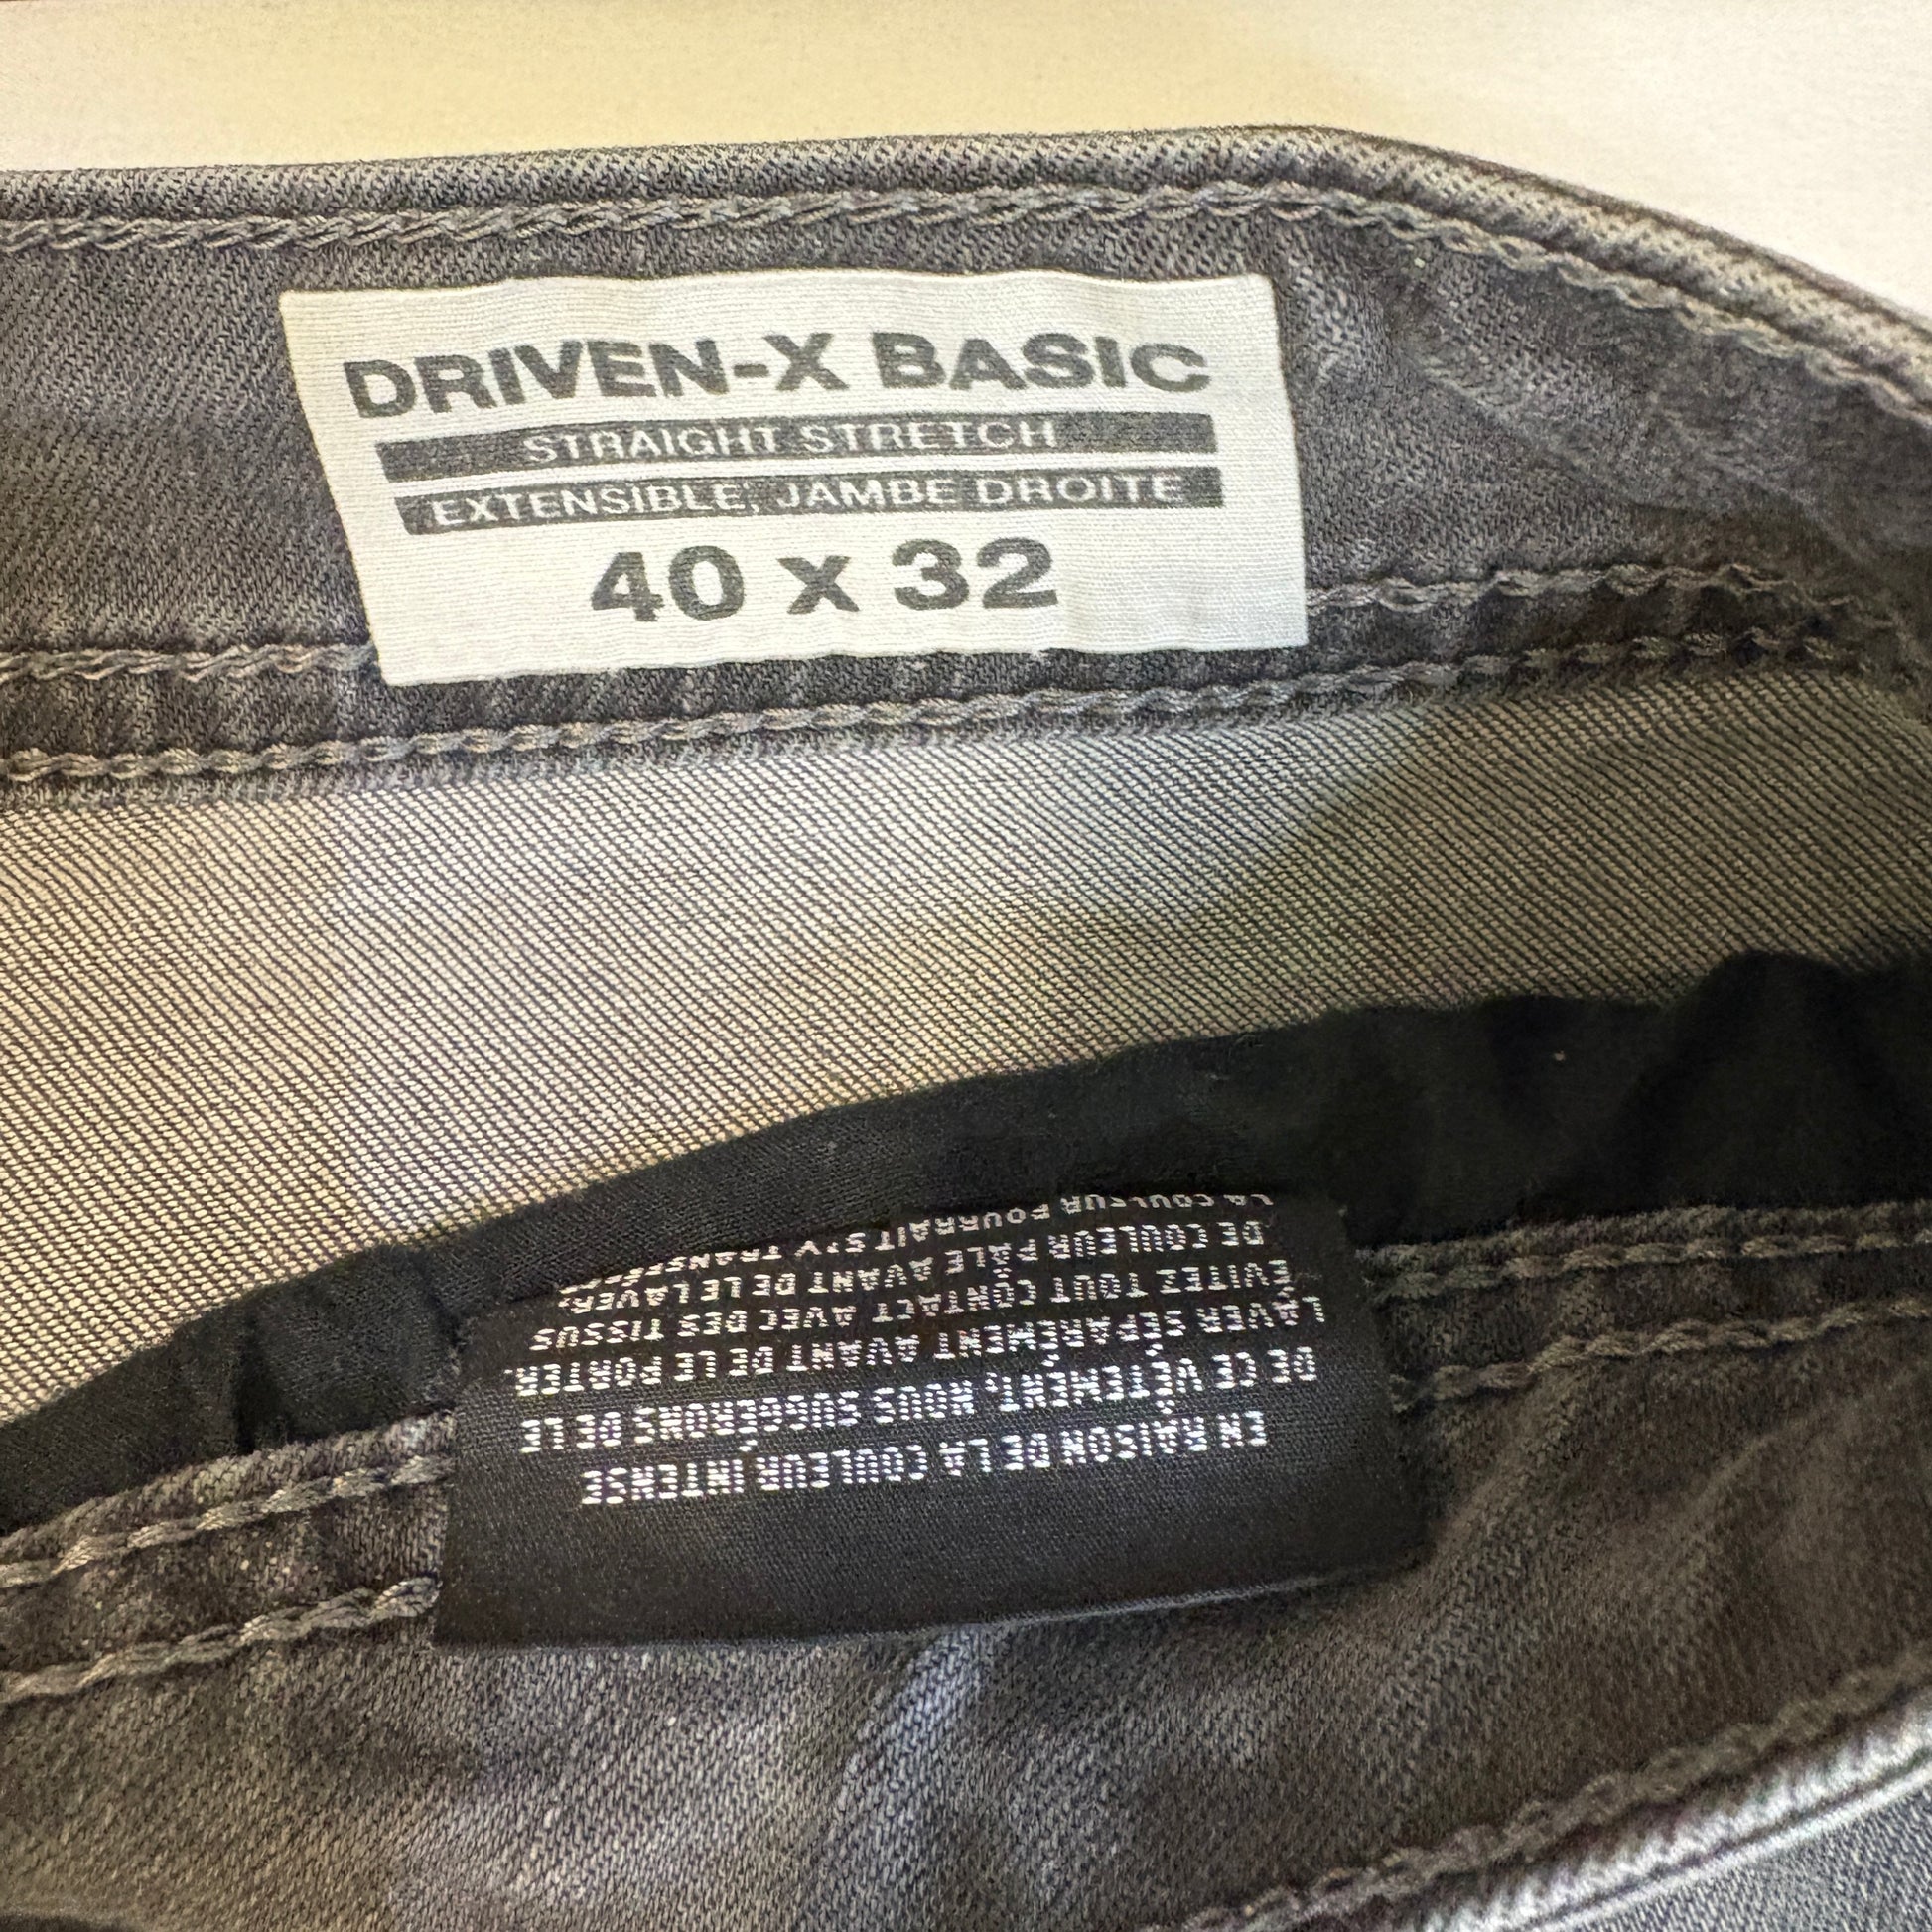 DRIVEN-X BASIC
STRAIGHT STRETCH
EXTENSIBLE, JAMBE DROITE
40 x 32
EN RAISON DE LA COULEUR INTENSE
DE CE VÊTEMENT, NOUS SUGGÉRONS DE LE
LAVER SÉPARÉMENT AVANT DE LE PORTER.
ÉVITEZ TOUT CONTACT AVEC DES TISSUS
DE COULEUR PÂLE AVANT DE LE LAVER,
LA COULEUR POURRAIT S'Y